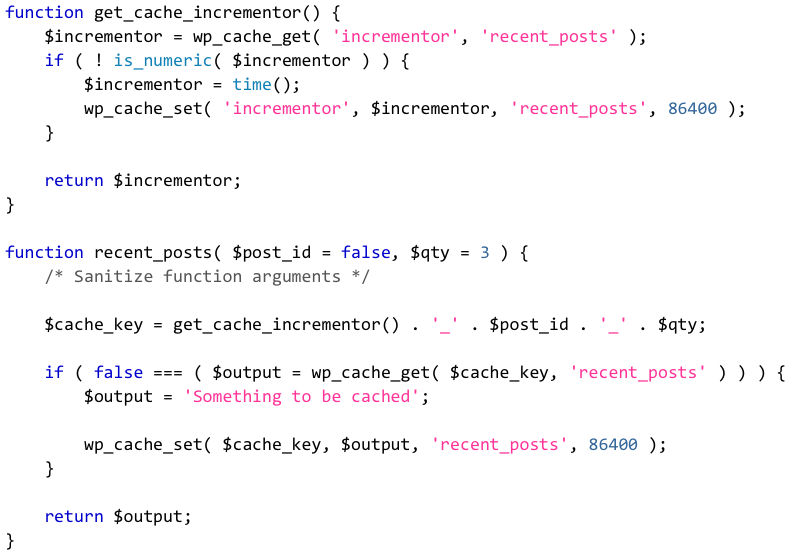 function get_cache_incrementor() {
    $incrementor = wp_cache_get( 'incrementor', 'recent_posts' );
    if ( ! is_numeric( $incrementor ) ) {
        $incrementor = time();
        wp_cache_set( 'incrementor', $incrementor, 'recent_posts', 86400 );
    }

    return $incrementor;
}

function recent_posts( $post_id = false, $qty = 3 ) {
    /* Sanitize function arguments */

    $cache_key = get_cache_incrementor() . '_' . $post_id . '_' . $qty;

    if ( false === ( $output = wp_cache_get( $cache_key, 'recent_posts' ) ) ) {
        $output = 'Something to be cached';

        wp_cache_set( $cache_key, $output, 'recent_posts', 86400 );
    }

    return $output;
}